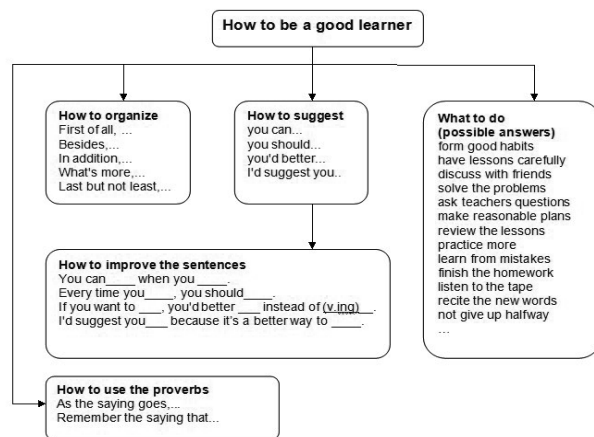 How to be a good learner
How to organize
First of all, ...
Besides,...
In addition,...
What's more,...
Last but not least,...
How to suggest
you can...
you should...
you'd better...
I'd suggest you..
What to do
(possible answers)
form good habits
have lessons carefully
discuss with friends
solve the problems
ask teachers questions
make reasonable plans
review the lessons
practice more
learn from mistakes
finish the homework
listen to the tape
recite the new words
not give up halfway
...
How to improve the sentences
You can____ when you ____.
Every time you____, you should____.
If you want to ___, you'd better ___ instead of (v.ing)__.
I'd suggest you___ because it's a better way to ____.
How to use the proverbs
As the saying goes,...
Remember the saying that...